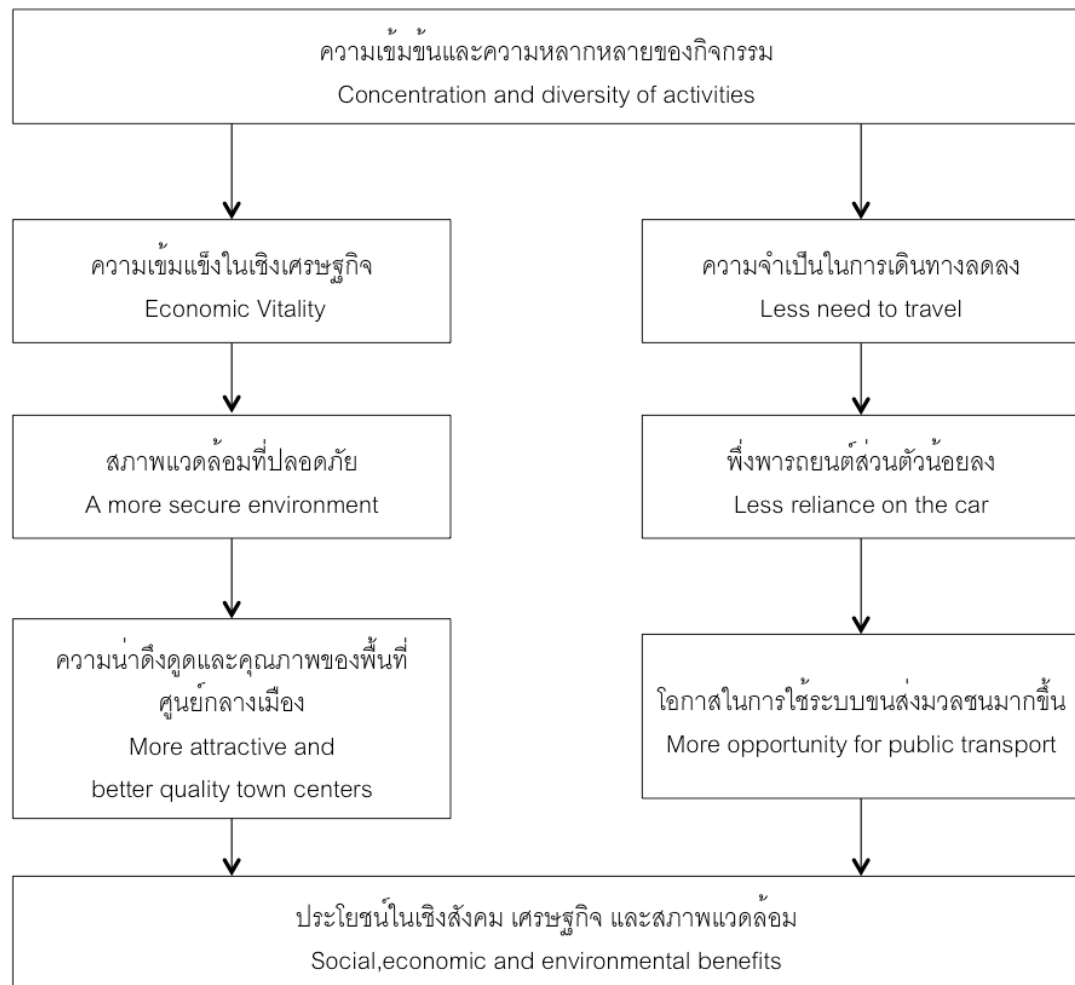 ความเข้มข้นและความหลากหลายของกิจกรรม
Concentration and diversity of activities
ความเข้มแข็งในเชิงเศรษฐกิจ
Economic Vitality
ความจำเป็นในการเดินทางลดลง
Less need to travel
สภาพแวดล้อมที่ปลอดภัย
A more secure environment
พึ่งพารถยนต์ส่วนตัวน้อยลง
Less reliance on the car
ความน่าดึงดูดและคุณภาพของพื้นที่
ศูนย์กลางเมือง
More attractive and
better quality town centers
โอกาสในการใช้ระบบขนส่งมวลชนมากขึ้น
More opportunity for public transport
ประโยชน์ในเชิงสังคม เศรษฐกิจ และสภาพแวดล้อม
Social,economic and environmental benefits